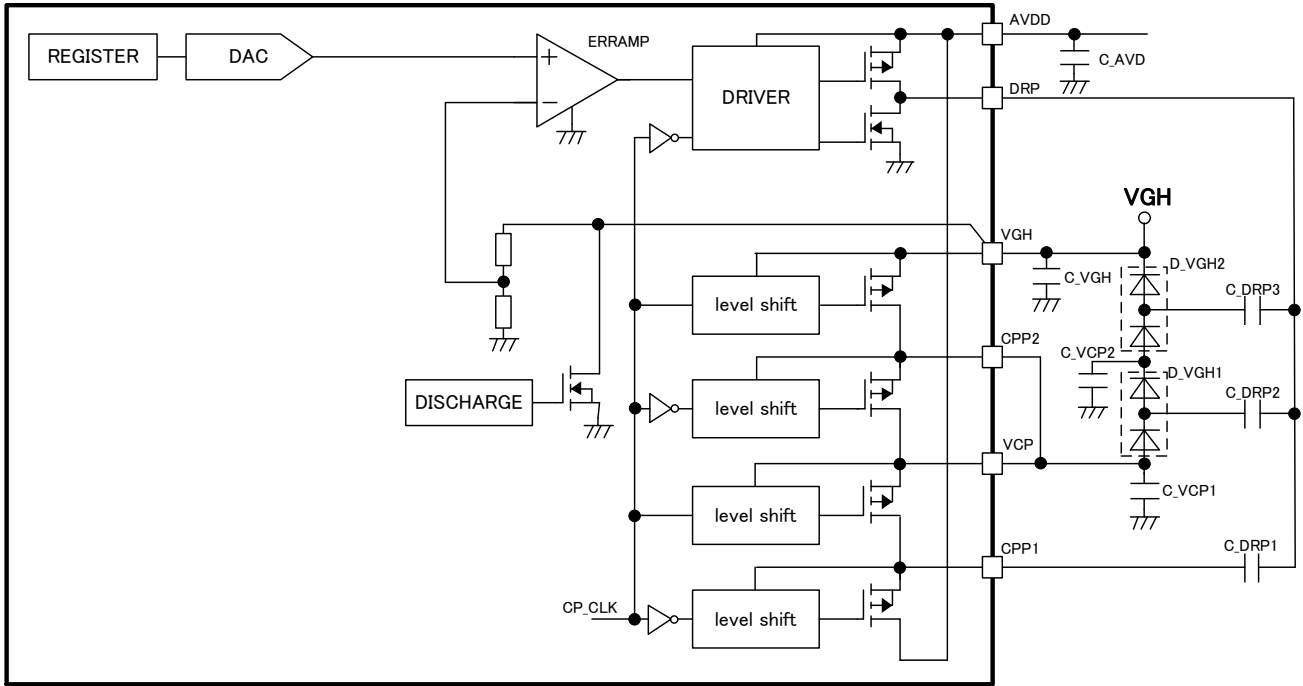 AVDD
C_AVD
REGISTER
DAC
ERRAMP
+
−
DRIVER
DRP
VGH
VGH
D_VGH2
C_VGH
C_DRP3
level shift
CPP2
C_VCP2
D_VGH1
C_DRP2
DISCHARGE
level shift
VCP
C_VCP1
level shift
CPP1
C_DRP1
CP_CLK
level shift